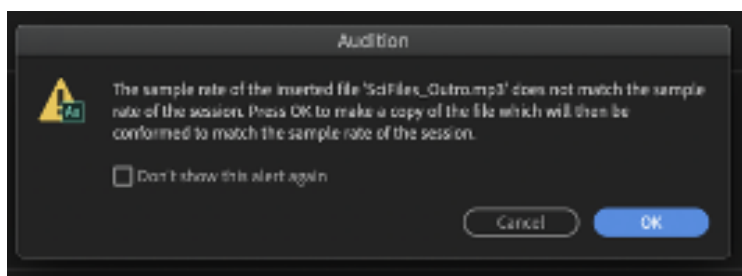 Audition
The sample rate of the inserted file 'SciFiles_Outro.mp3' does not match the sample
rate of the session. Press OK to make a copy of the file which will then be
conformed to match the sample rate of the session.
Au
Don't show this alert again
Cancel
OK